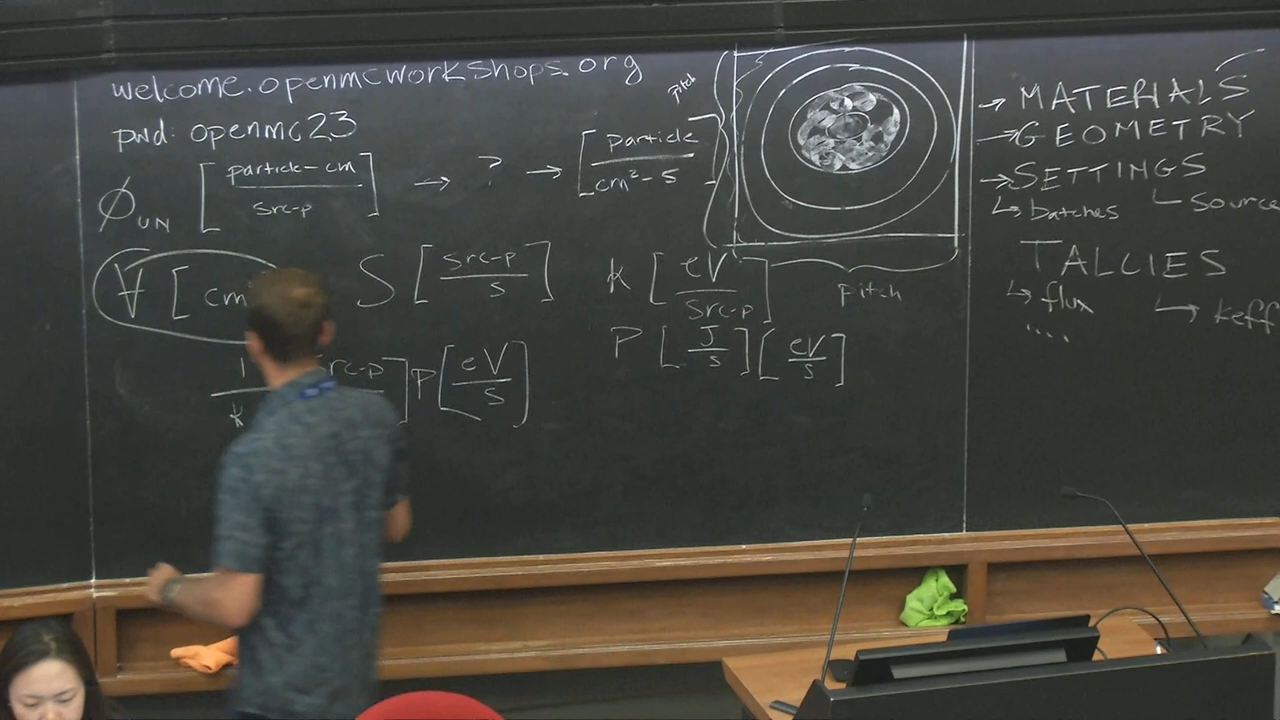 welcome.openmcworkshops.org
pwd: openmc23
ϕUN [particle-cm / src-p] → ? → [particle / cm²-s]
V [cm
S [src-p / s]
K [eV / src-p]
P [J/s] [eV/s]
1 / K
rc-p ] P [eV / s]
Pitch
Pitch
→ MATERIALS
→ GEOMETRY
→ SETTINGS
↳ batches
↳ source
TALLIES
↳ flux
↳ keff
....